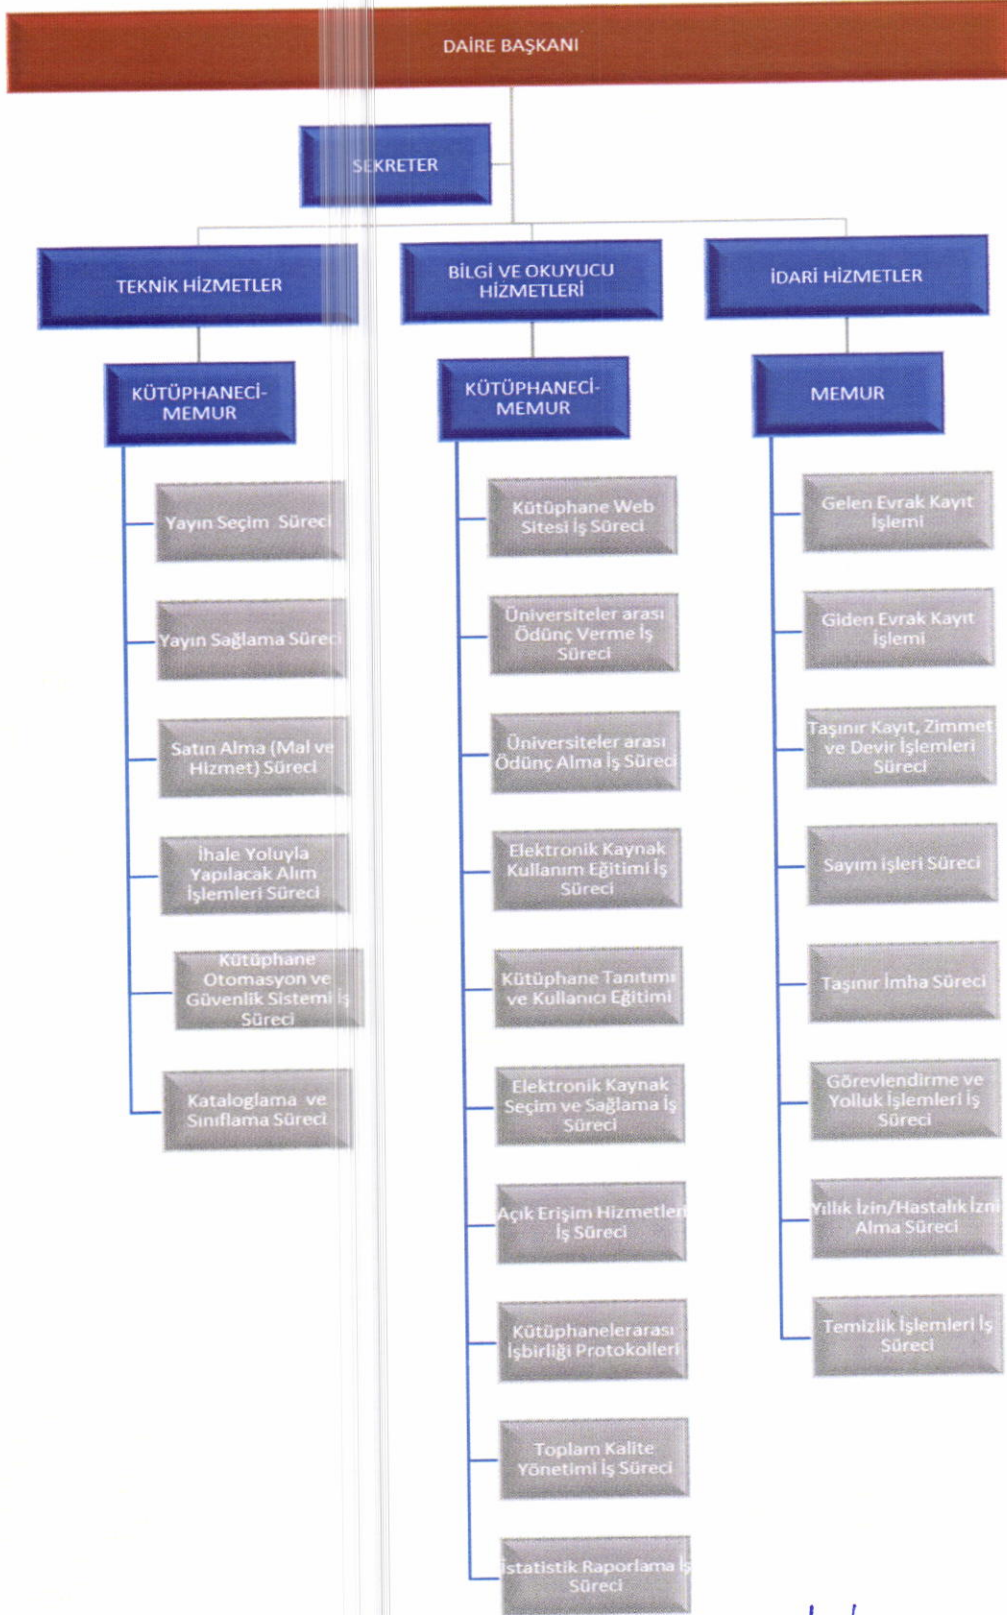 DAİRE BAŞKANI
SEKRETER
TEKNİK HİZMETLER
KÜTÜPHANECİ-
MEMUR
Yayın Seçim Süreci
Yayın Sağlama Süreci
Satın Alma (Mal ve
Hizmet) Süreci
İhale Yoluyla
Yapılacak Alım
İşlemleri Süreci
Kütüphane
Otomasyon ve
Güvenlik Sistemi İş
Süreci
Kataloglama ve
Sınıflama Süreci
BİLGİ VE OKUYUCU
HİZMETLERİ
KÜTÜPHANECİ-
MEMUR
Kütüphane Web
Sitesi İş Süreci
Üniversiteler arası
Ödünç Verme İş
Süreci
Üniversiteler arası
Ödünç Alma İş Süreci
Elektronik Kaynak
Kullanım Eğitimi İş
Süreci
Kütüphane Tanıtımı
ve Kullanıcı Eğitimi
Elektronik Kaynak
Seçim ve Sağlama İş
Süreci
Açık Erişim Hizmetleri
İş Süreci
Kütüphanelerarası
İşbirliği Protokolleri
Toplam Kalite
Yönetimi İş Süreci
İstatistik Raporlama İş
Süreci
İDARİ HİZMETLER
MEMUR
Gelen Evrak Kayıt
İşlemi
Giden Evrak Kayıt
İşlemi
Taşınır Kayıt, Zimmet
ve Devir İşlemleri
Süreci
Sayım işleri Süreci
Taşınır İmha Süreci
Görevlendirme ve
Yolluk İşlemleri İş
Süreci
Yıllık İzin/Hastalık İzni
Alma Süreci
Temizlik İşlemleri İş
Süreci